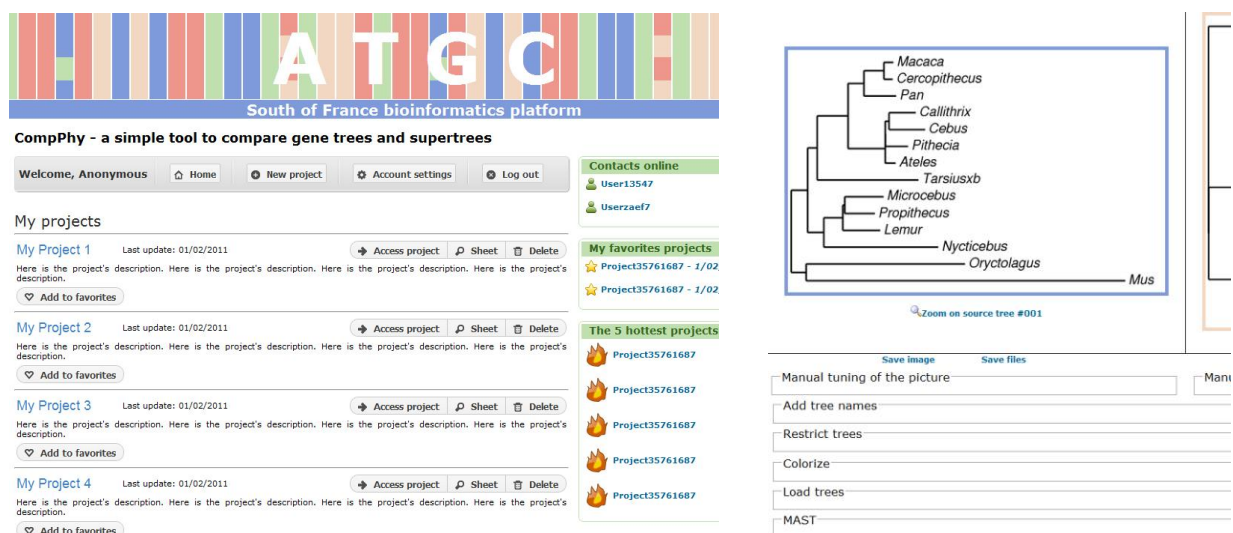 A T G C
South of France bioinformatics platform
CompPhy - a simple tool to compare gene trees and supertrees
Welcome, Anonymous Home New project Account settings Log out
My projects
My Project 1 Last update: 01/02/2011 Access project Sheet Delete
Here is the project's description. Here is the project's description. Here is the project's description. Here is the project's
description.
Add to favorites
My Project 2 Last update: 01/02/2011 Access project Sheet Delete
Here is the project's description. Here is the project's description. Here is the project's description. Here is the project's
description.
Add to favorites
My Project 3 Last update: 01/02/2011 Access project Sheet Delete
Here is the project's description. Here is the project's description. Here is the project's description. Here is the project's
description.
Add to favorites
My Project 4 Last update: 01/02/2011 Access project Sheet Delete
Here is the project's description. Here is the project's description. Here is the project's description. Here is the project's
description.
Add to favorites
Contacts online
User13547
Userzaef7
My favorites projects
Project35761687 - 1/02
Project35761687 - 1/02
The 5 hottest projects
Project35761687
Project35761687
Project35761687
Project35761687
Project35761687
Macaca
Cercopithecus
Pan
Callithrix
Cebus
Pithecia
Ateles
Tarsiusxb
Microcebus
Propithecus
Lemur
Nycticebus
Oryctolagus
Mus
Zoom on source tree #001
Save image Save files
Manual tuning of the picture
Add tree names
Restrict trees
Colorize
Load trees
MAST